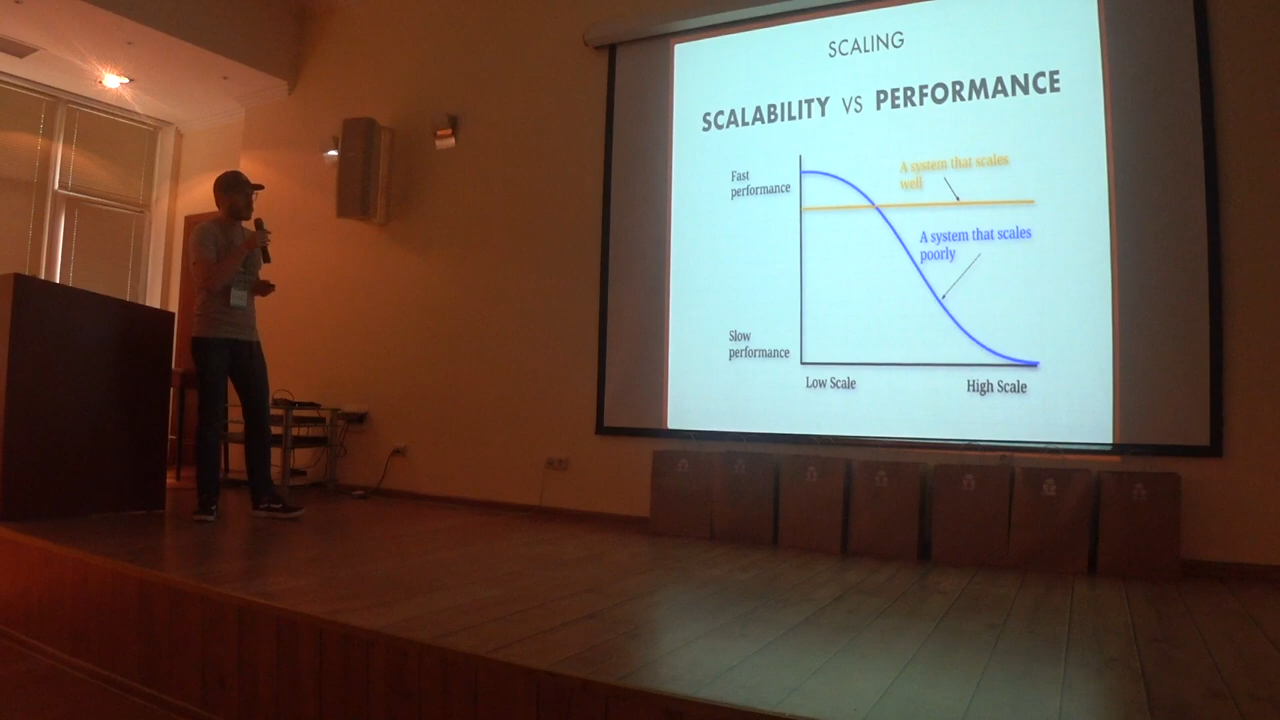 SCALING
SCALABILITY VS PERFORMANCE
Fast
performance
A system that scales
well
A system that scales
poorly
Slow
performance
Low Scale
High Scale